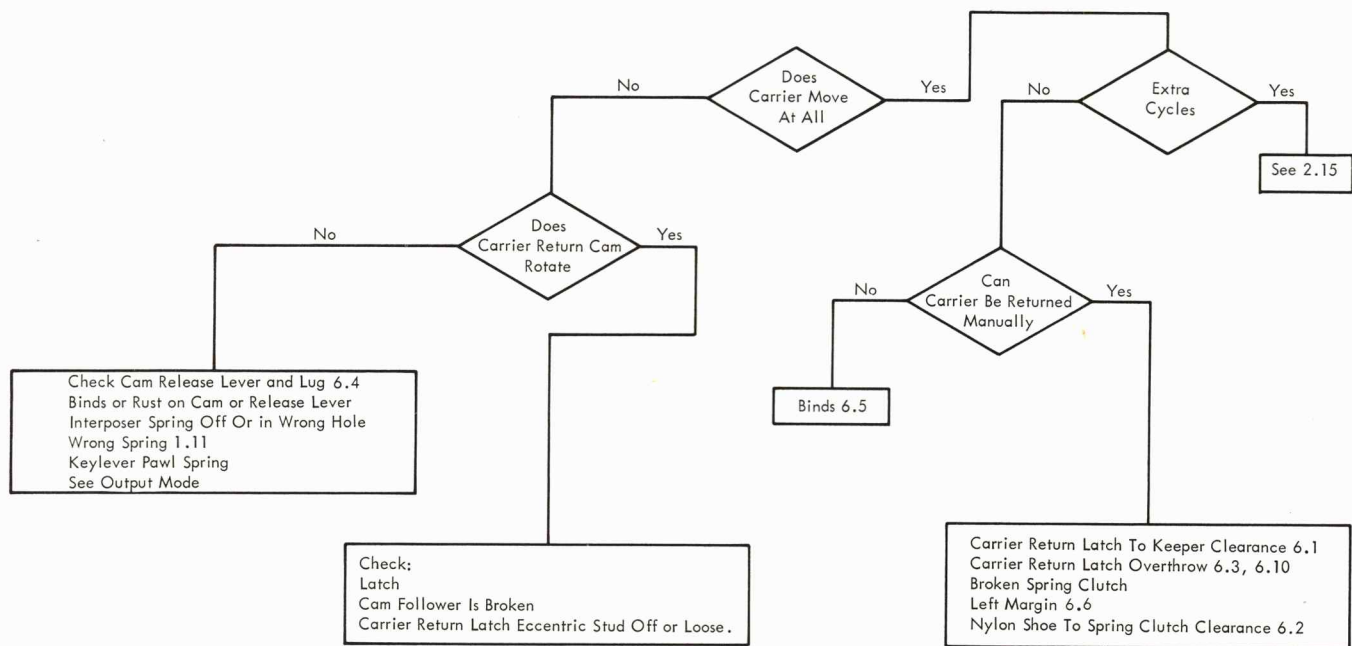 Does
Carrier Move
At All
No
Yes
Extra
Cycles
No
Yes
See 2.15
Does
Carrier Return Cam
Rotate
No
Yes
Can
Carrier Be Returned
Manually
No
Yes
Check Cam Release Lever and Lug 6.4
Binds or Rust on Cam or Release Lever
Interposer Spring Off Or in Wrong Hole
Wrong Spring 1.11
Keylever Pawl Spring
See Output Mode
Binds 6.5
Check:
Latch
Cam Follower Is Broken
Carrier Return Latch Eccentric Stud Off or Loose.
Carrier Return Latch To Keeper Clearance 6.1
Carrier Return Latch Overthrow 6.3, 6.10
Broken Spring Clutch
Left Margin 6.6
Nylon Shoe To Spring Clutch Clearance 6.2